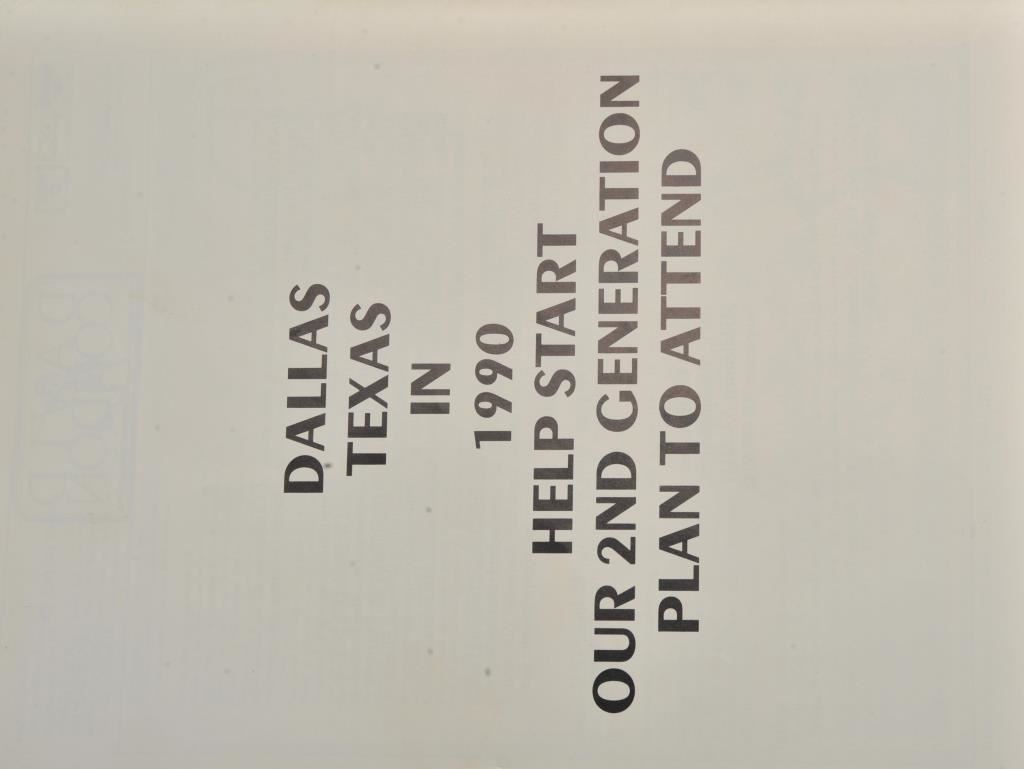 DALLAS
TEXAS
IN
1990
HELP START
OUR 2ND GENERATION
PLAN TO ATTEND